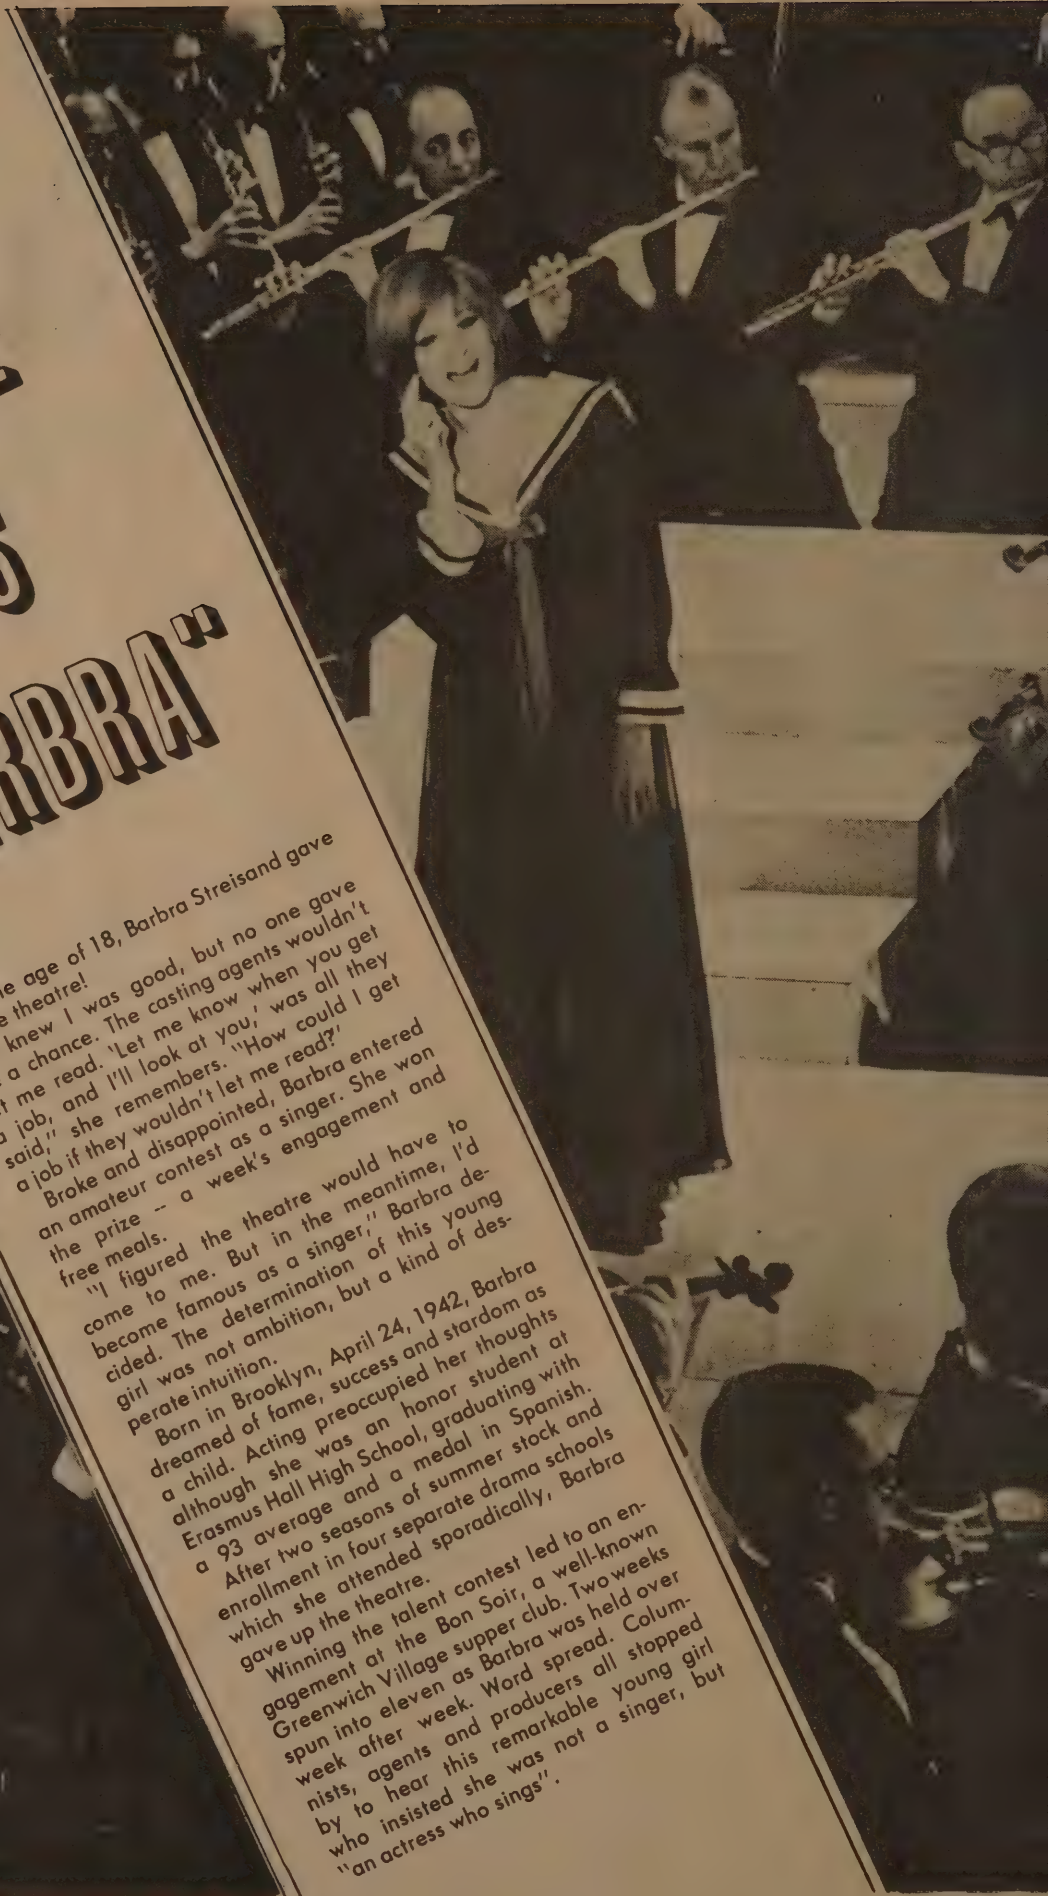 RBRA"
e age of 18, Barbra Streisand gave
e theatre!
knew I was good, but no one gave
a chance. The casting agents wouldn't
t me read. 'Let me know when you get
a job, and I'll look at you,' was all they
said," she remembers. "How could I get
a job if they wouldn't let me read?"
Broke and disappointed, Barbra entered
an amateur contest as a singer. She won
the prize -- a week's engagement and
free meals.
"I figured the theatre would have to
come to me. But in the meantime, I'd
become famous as a singer," Barbra de-
cided. The determination of this young
girl was not ambition, but a kind of des-
perate intuition.
Born in Brooklyn, April 24, 1942, Barbra
dreamed of fame, success and stardom as
a child. Acting preoccupied her thoughts
although she was an honor student at
Erasmus Hall High School, graduating with
a 93 average and a medal in Spanish.
After two seasons of summer stock and
enrollment in four separate drama schools
which she attended sporadically, Barbra
gave up the theatre.
Winning the talent contest led to an en-
gagement at the Bon Soir, a well-known
Greenwich Village supper club. Two weeks
spun into eleven as Barbra was held over
week after week. Word spread. Colum-
nists, agents and producers all stopped
by to hear this remarkable young girl
who insisted she was not a singer, but
"an actress who sings".